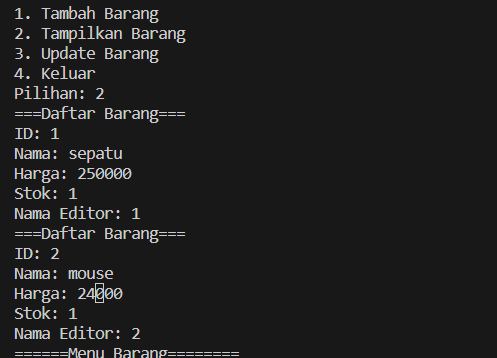 1. Tambah Barang
2. Tampilkan Barang
3. Update Barang
4. Keluar
Pilihan: 2
===Daftar Barang===
ID: 1
Nama: sepatu
Harga: 250000
Stok: 1
Nama Editor: 1
===Daftar Barang===
ID: 2
Nama: mouse
Harga: 24000
Stok: 1
Nama Editor: 2
======Menu Barang========